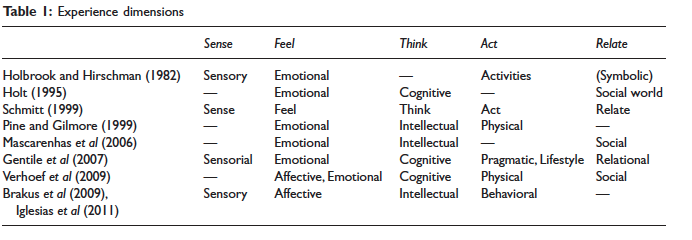 Table 1: Experience dimensions
Sense Feel Think Act Relate
Holbrook and Hirschman (1982) Sensory Emotional — Activities (Symbolic)
Holt (1995) — Emotional Cognitive — Social world
Schmitt (1999) Sense Feel Think Act Relate
Pine and Gilmore (1999) — Emotional Intellectual Physical —
Mascarenhas et al (2006) — Emotional Intellectual — Social
Gentile et al (2007) Sensorial Emotional Cognitive Pragmatic, Lifestyle Relational
Verhoef et al (2009) — Affective, Emotional Cognitive Physical Social
Brakus et al (2009), Sensory Affective Intellectual Behavioral —
Iglesias et al (2011)